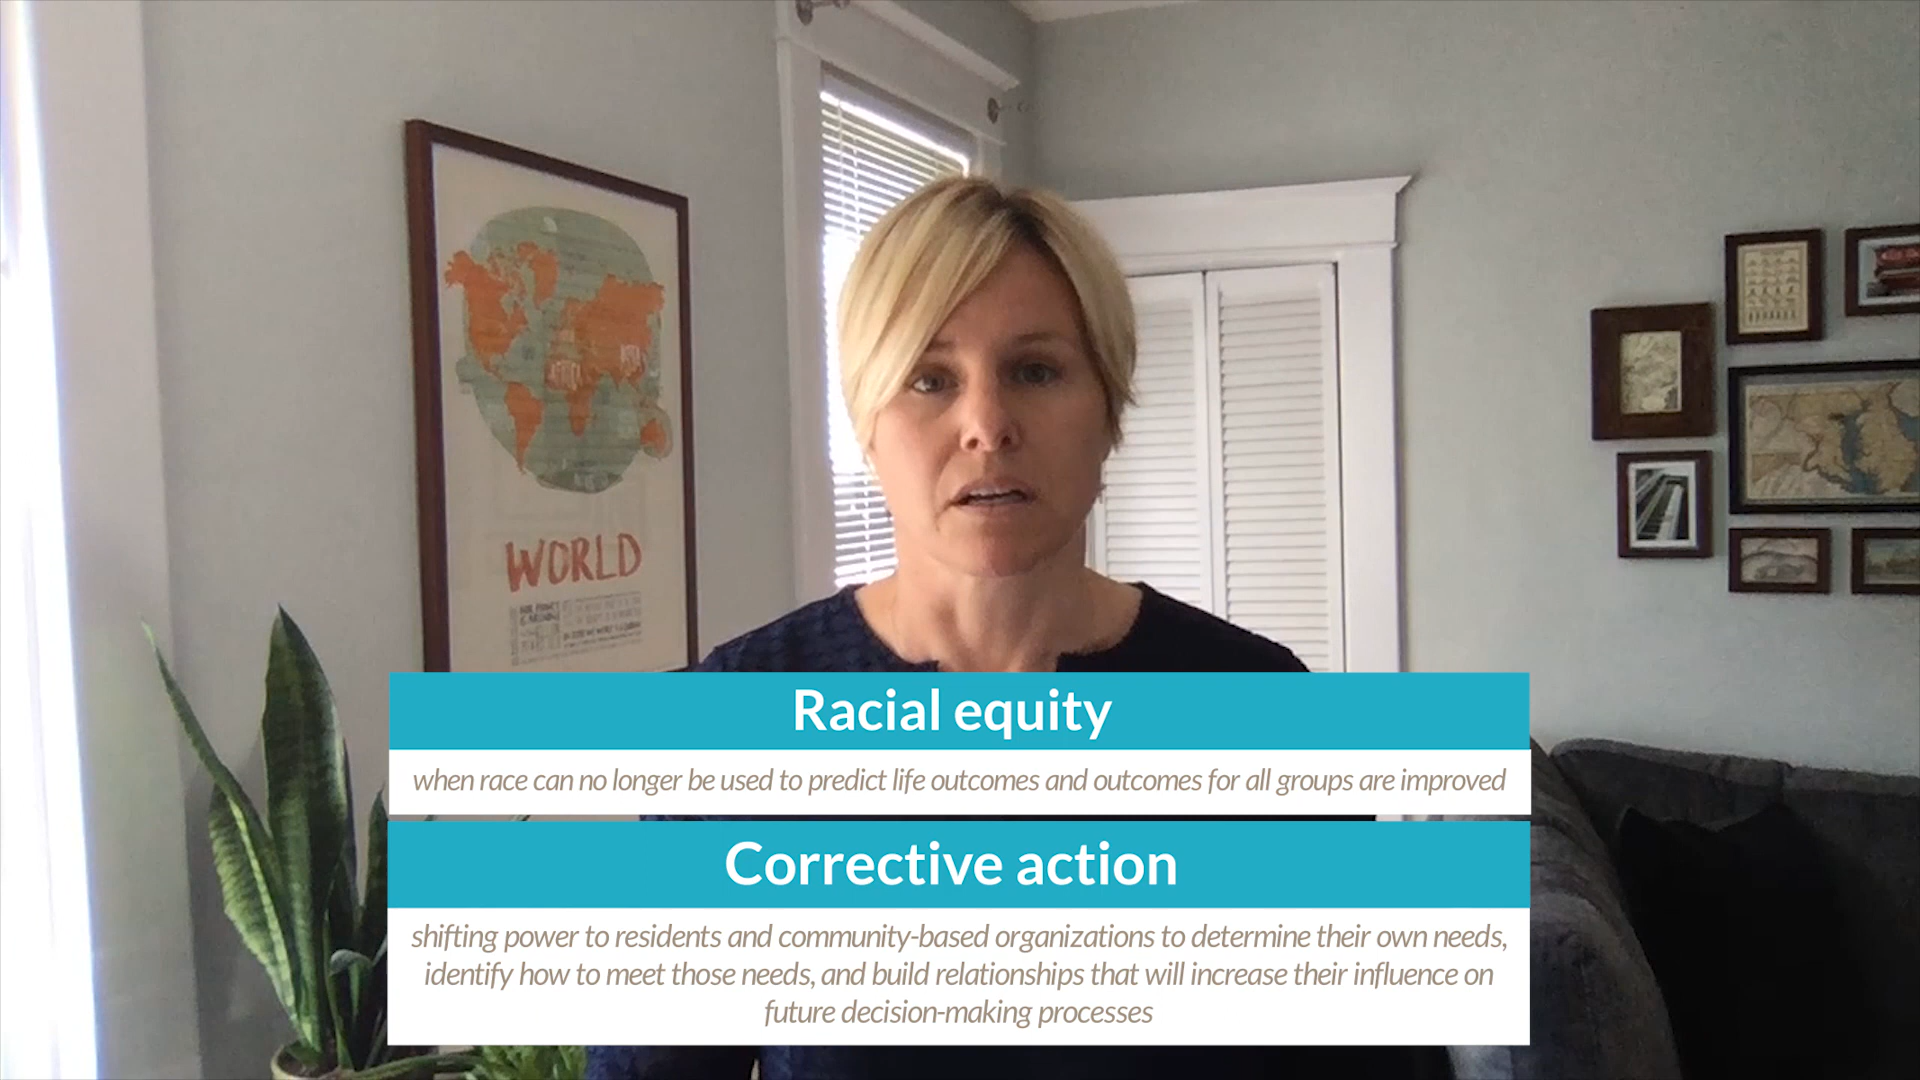 AFRICA
WORLD
Racial equity
when race can no longer be used to predict life outcomes and outcomes for all groups are improved
Corrective action
shifting power to residents and community-based organizations to determine their own needs,
identify how to meet those needs, and build relationships that will increase their influence on
future decision-making processes